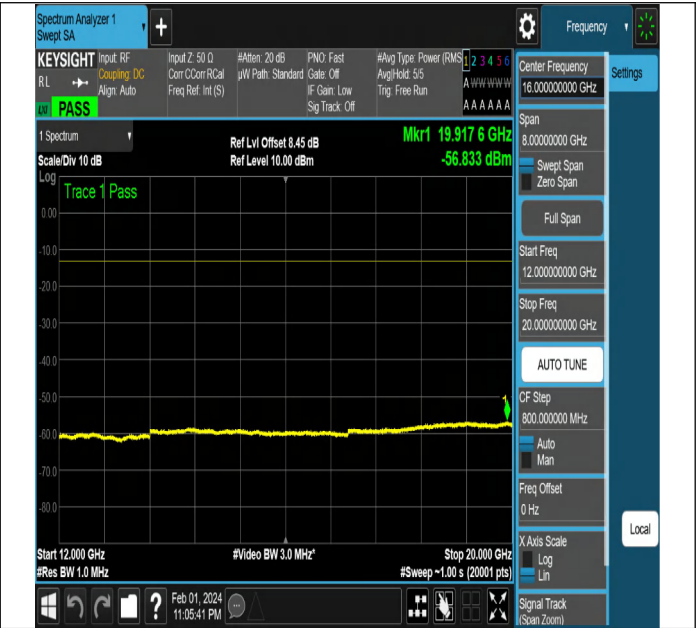 Spectrum Analyzer 1
Swept SA
+
Frequency
KEYSIGHT
R L
PASS
Input: RF
Coupling: DC
Align: Auto
Input Z: 50 Ω
Corr CCorr RCal
Freq Ref: Int (S)
#Atten: 20 dB
µW Path: Standard
PNO: Fast
Gate: Off
IF Gain: Low
Sig Track: Off
#Avg Type: Power (RMS
Avg|Hold: 5/5
Trig: Free Run
1 2 3 4 5 6
A W W W W W
A A A A A A
1 Spectrum
Scale/Div 10 dB
Ref Lvl Offset 8.45 dB
Ref Level 10.00 dBm
Mkr1 19.917 6 GHz
-56.833 dBm
Log
Trace 1 Pass
0.00
-10.0
-20.0
-30.0
-40.0
-50.0
-60.0
-70.0
-80.0
1
Start 12.000 GHz
#Res BW 1.0 MHz
#Video BW 3.0 MHz*
Stop 20.000 GHz
#Sweep ~1.00 s (20001 pts)
?
Feb 01, 2024
11:05:41 PM
Center Frequency
16.000000000 GHz
Settings
Span
8.00000000 GHz
Swept Span
Zero Span
Full Span
Start Freq
12.000000000 GHz
Stop Freq
20.000000000 GHz
AUTO TUNE
CF Step
800.000000 MHz
Auto
Man
Freq Offset
0 Hz
X Axis Scale
Log
Lin
Local
Signal Track
(Span Zoom)